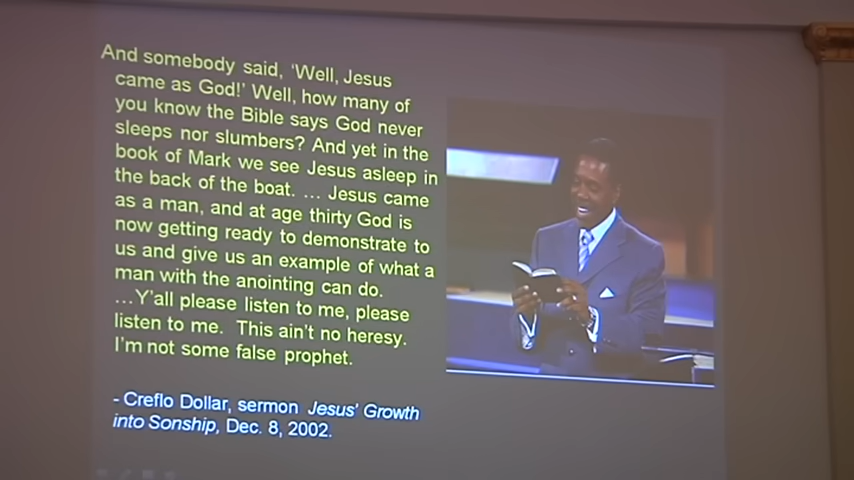 And somebody said, 'Well, Jesus
came as God!' Well, how many of
you know the Bible says God never
sleeps nor slumbers? And yet in the
book of Mark we see Jesus asleep in
the back of the boat. ... Jesus came
as a man, and at age thirty God is
now getting ready to demonstrate to
us and give us an example of what a
man with the anointing can do.
...Y'all please listen to me, please
listen to me. This ain't no heresy.
I'm not some false prophet.
- Creflo Dollar, sermon Jesus' Growth
into Sonship, Dec. 8, 2002.